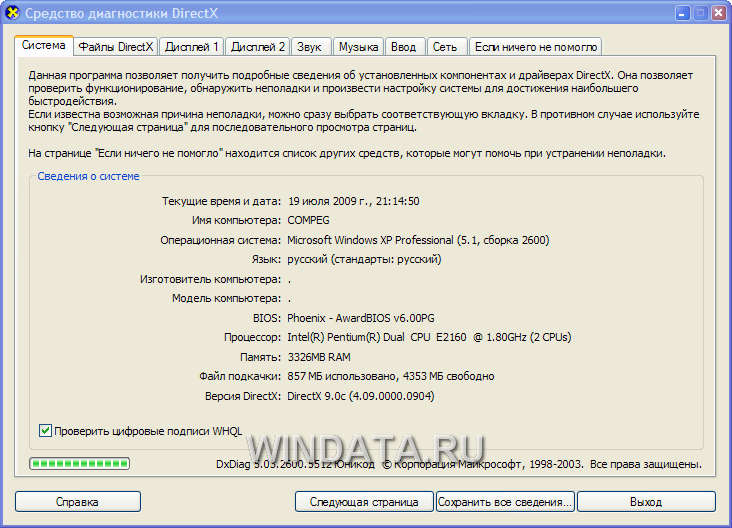 Средство диагностики DirectX
Система Файлы DirectX Дисплей 1 Дисплей 2 Звук Музыка Ввод Сеть Если ничего не помогло
Данная программа позволяет получить подробные сведения об установленных компонентах и драйверах DirectX. Она позволяет
проверить функционирование, обнаружить неполадки и произвести настройку системы для достижения наибольшего
быстродействия.
Если известна возможная причина неполадки, можно сразу выбрать соответствующую вкладку. В противном случае используйте
кнопку "Следующая страница" для последовательного просмотра страниц.
На странице "Если ничего не помогло" находится список других средств, которые могут помочь при устранении неполадки.
Сведения о системе
Текущие время и дата: 19 июля 2009 г., 21:14:50
Имя компьютера: COMPEG
Операционная система: Microsoft Windows XP Professional (5.1, сборка 2600)
Язык: русский (стандарты: русский)
Изготовитель компьютера: .
Модель компьютера: .
BIOS: Phoenix - AwardBIOS v6.00PG
Процессор: Intel(R) Pentium(R) Dual CPU E2160 @ 1.80GHz (2 CPUs)
Память: 3326MB RAM
Файл подкачки: 857 МБ использовано, 4353 МБ свободно
Версия DirectX: DirectX 9.0c (4.09.0000.0904)
Проверить цифровые подписи WHQL
WINDATA.RU
DxDiag 5.03.2600.5512 Юникод © Корпорация Майкрософт, 1998-2003. Все права защищены.
Справка Следующая страница Сохранить все сведения... Выход